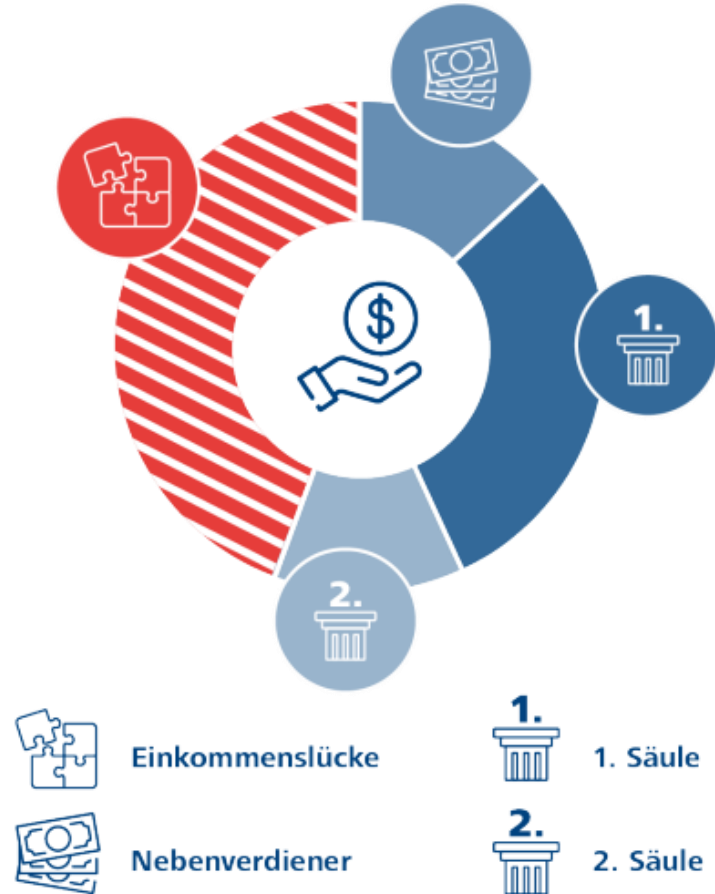 $
1.
2.
Einkommenslücke
1.
1. Säule
Nebenverdiener
2.
2. Säule